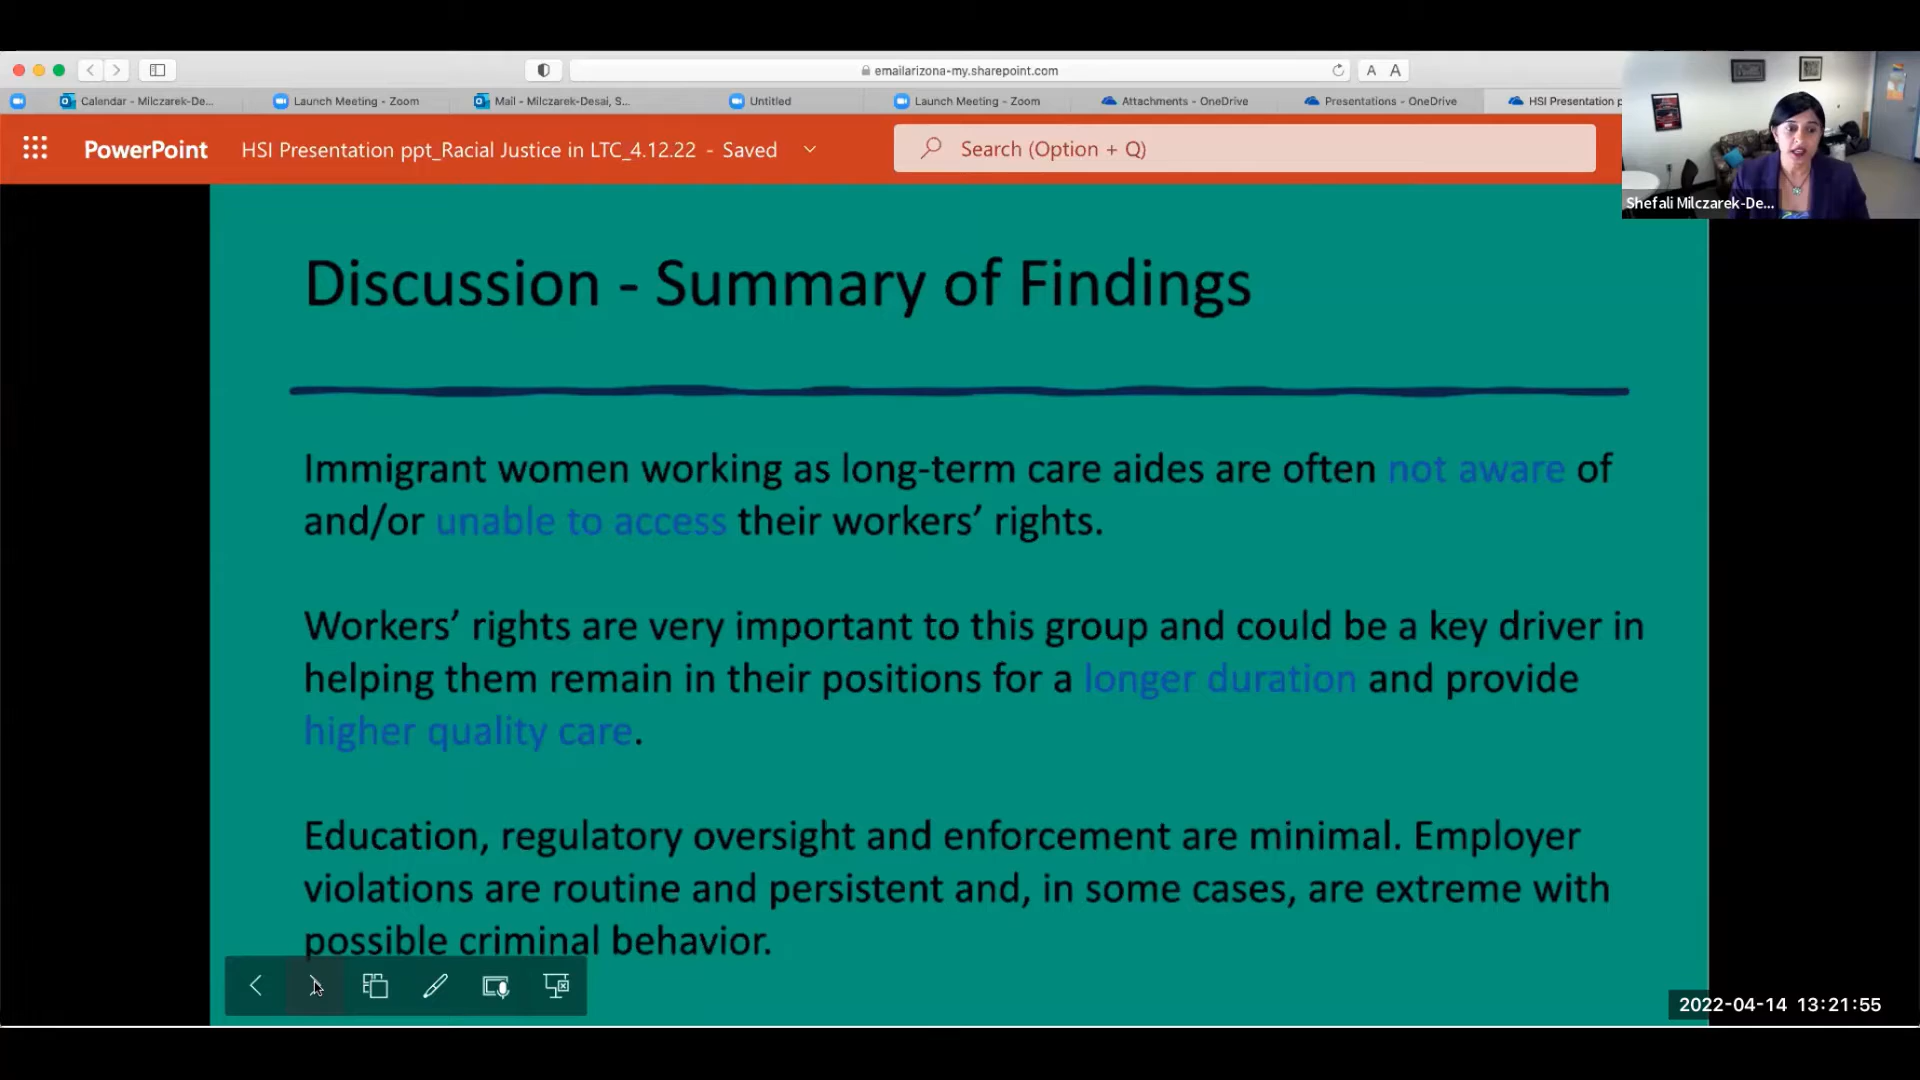 emailarizona-my.sharepoint.com
A A
Calendar - Milczarek-De...
Launch Meeting - Zoom
Mail - Milczarek-Desai, S...
Untitled
Launch Meeting - Zoom
Attachments - OneDrive
Presentations - OneDrive
HSI Presentation p
PowerPoint
HSI Presentation ppt_Racial Justice in LTC_4.12.22 - Saved
Search (Option + Q)
Shefali Milczarek-De...
Discussion - Summary of Findings
Immigrant women working as long-term care aides are often not aware of
and/or unable to access their workers’ rights.
Workers’ rights are very important to this group and could be a key driver in
helping them remain in their positions for a longer duration and provide
higher quality care.
Education, regulatory oversight and enforcement are minimal. Employer
violations are routine and persistent and, in some cases, are extreme with
possible criminal behavior.
2022-04-14 13:21:55